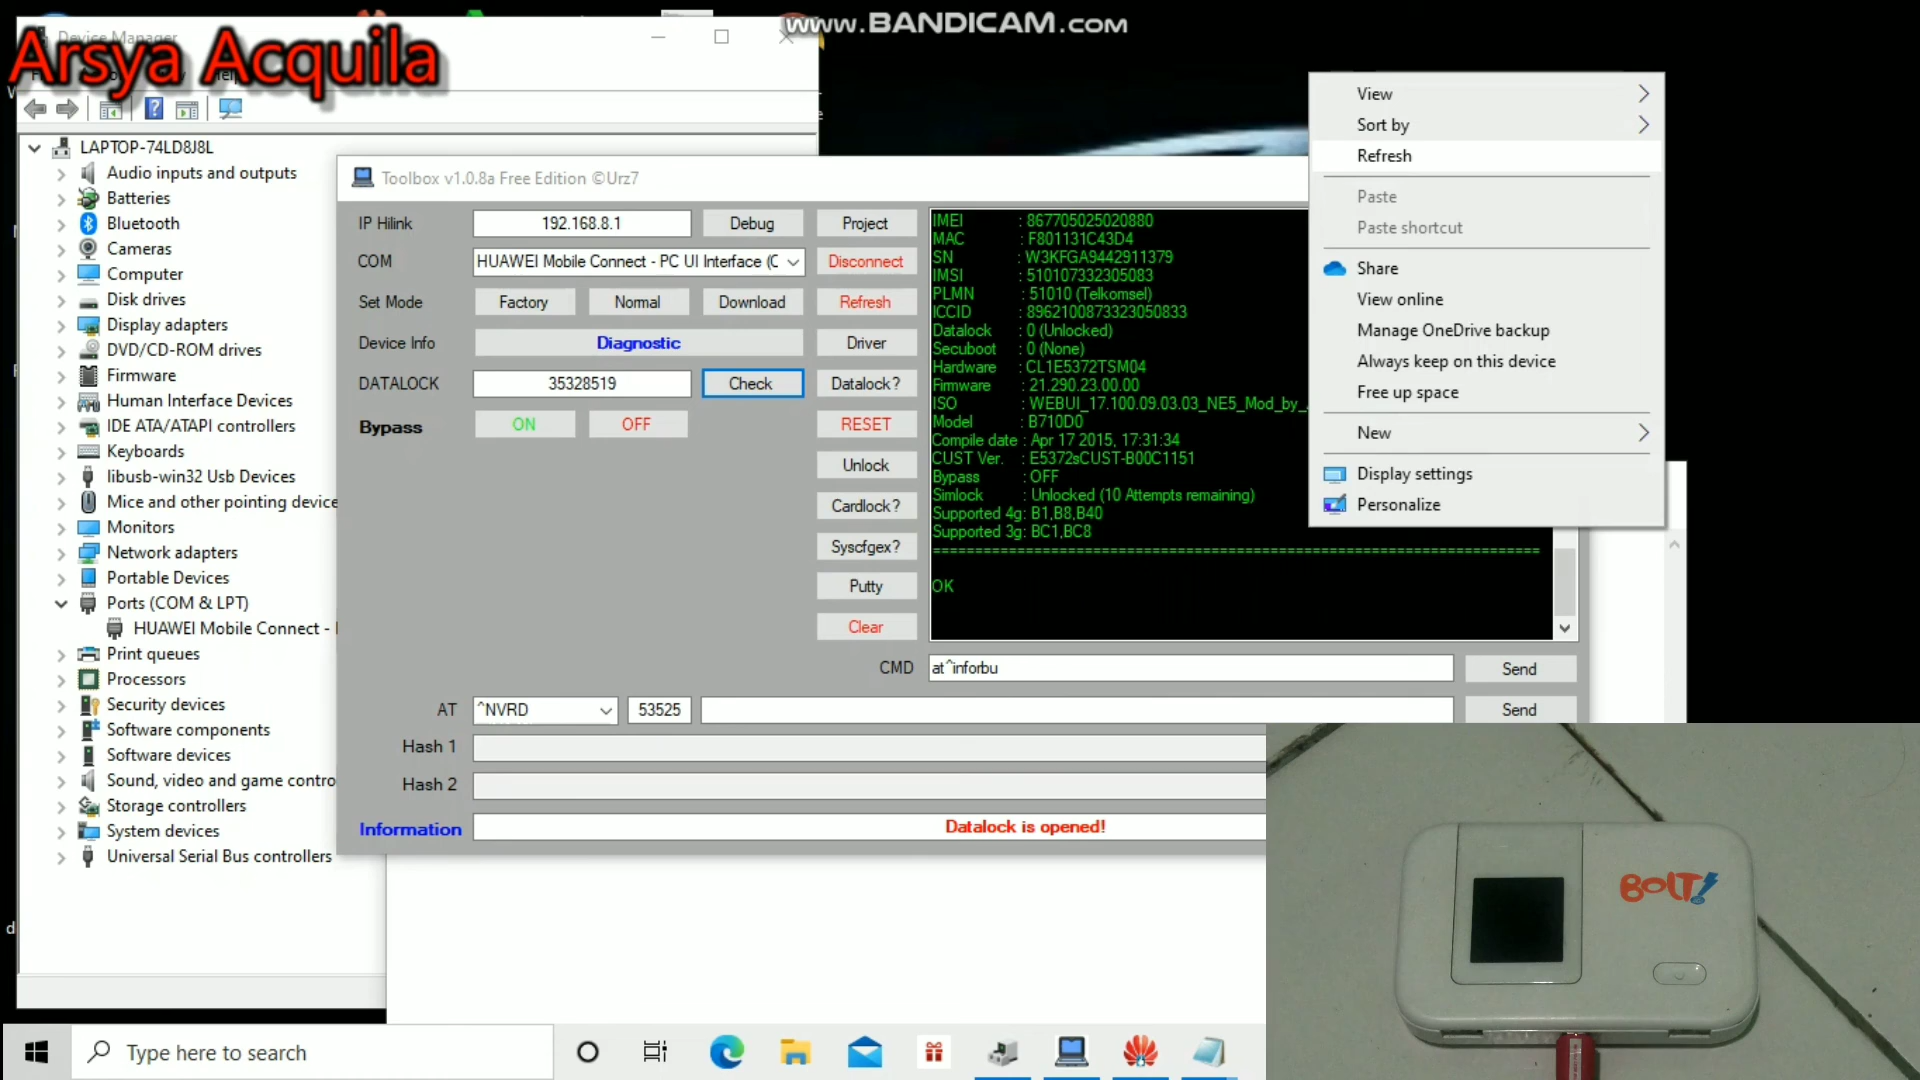 www.BANDICAM.com
Device Manager
Arsya Acquila
LAPTOP-74LD8J8L
Audio inputs and outputs
Batteries
Bluetooth
Cameras
Computer
Disk drives
Display adapters
DVD/CD-ROM drives
Firmware
Human Interface Devices
IDE ATA/ATAPI controllers
Keyboards
libusb-win32 Usb Devices
Mice and other pointing device
Monitors
Network adapters
Portable Devices
Ports (COM & LPT)
HUAWEI Mobile Connect -
Print queues
Processors
Security devices
Software components
Software devices
Sound, video and game contro
Storage controllers
System devices
Universal Serial Bus controllers
Toolbox v1.0.8a Free Edition ©Urz7
IP Hilink 192.168.8.1 Debug Project
COM HUAWEI Mobile Connect - PC UI Interface (C Disconnect
Set Mode Factory Normal Download Refresh
Device Info Diagnostic Driver
DATALOCK 35328519 Check Datalock?
Bypass ON OFF RESET
Unlock
Cardlock?
Syscfgex?
Putty
Clear
IMEI : 867705025020880
MAC : F801131C43D4
SN : W3KFGA9442911379
IMSI : 510107332305083
PLMN : 51010 (Telkomsel)
ICCID : 8962100873323050833
Datalock : 0 (Unlocked)
Secuboot : 0 (None)
Hardware : CL1E5372TSM04
Firmware : 21.290.23.00.00
ISO : WEBUI_17.100.09.03.03_NE5_Mod_by_
Model : B710D0
Compile date : Apr 17 2015, 17:31:34
CUST Ver. : E5372sCUST-B00C1151
Bypass : OFF
Simlock : Unlocked (10 Attempts remaining)
Supported 4g: B1,B8,B40
Supported 3g: BC1,BC8
======================================================================
OK
CMD at^inforbu Send
AT ^NVRD 53525 Send
Hash 1
Hash 2
Information Datalock is opened!
View
Sort by
Refresh
Paste
Paste shortcut
Share
View online
Manage OneDrive backup
Always keep on this device
Free up space
New
Display settings
Personalize
BOLT!
Type here to search